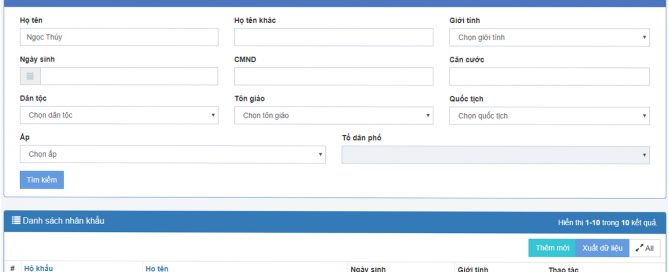 Họ tên Họ tên khác Giới tính
Ngọc Thúy Chọn giới tính
Ngày sinh CMND Căn cước
Dân tộc Tôn giáo Quốc tịch
Chọn dân tộc Chọn tôn giáo Chọn quốc tịch
Ấp Tổ dân phố
Chọn ấp
Tìm kiếm
Danh sách nhân khẩu Hiển thị 1-10 trong 10 kết quả.
Thêm mới Xuất dữ liệu All
# Hộ khẩu Họ tên Ngày sinh Giới tính Thao tác